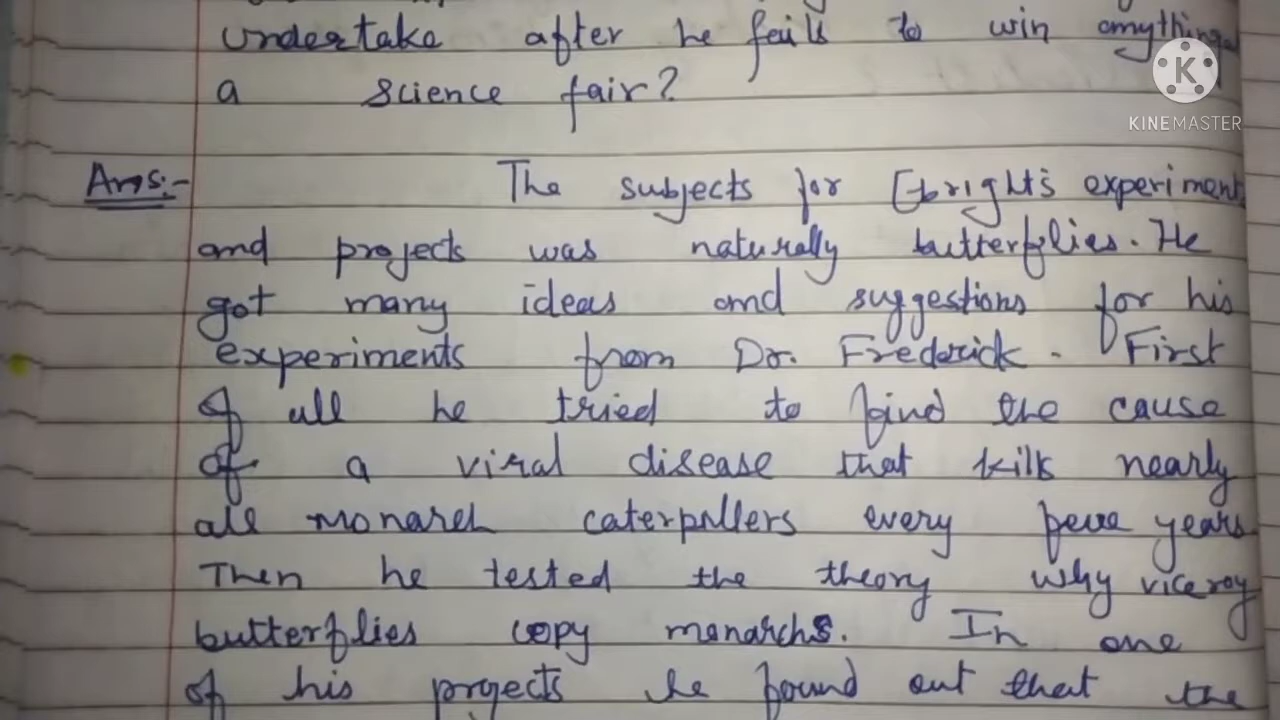 undertake after he fails to win anything
a science fair?
K
KINEMASTER
Ans:- The subjects for Ebright's experiment
and projects was naturally butterflies. He
got many ideas and suggestions for his
experiments from Dr. Frederick. First
of all he tried to find the cause
of a viral disease that kills nearly
all monarch caterpillers every few years
Then he tested the theory why viceroy
butterflies copy monarchs. In one
of his projects he found out that the